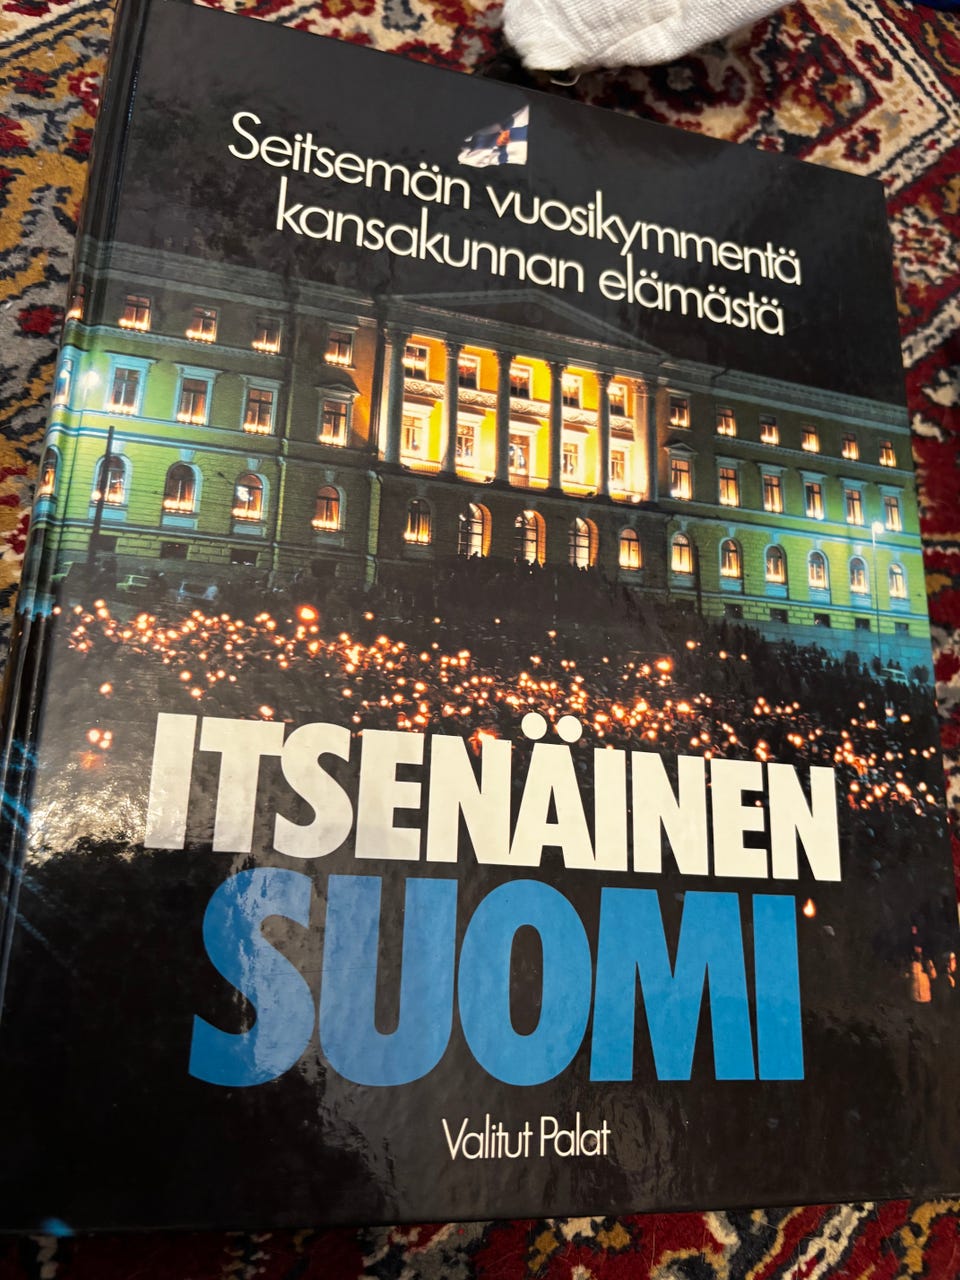 Seitsemän vuosikymmentä
kansakunnan elämästä
ITSENÄINEN
SUOMI
Valitut Palat